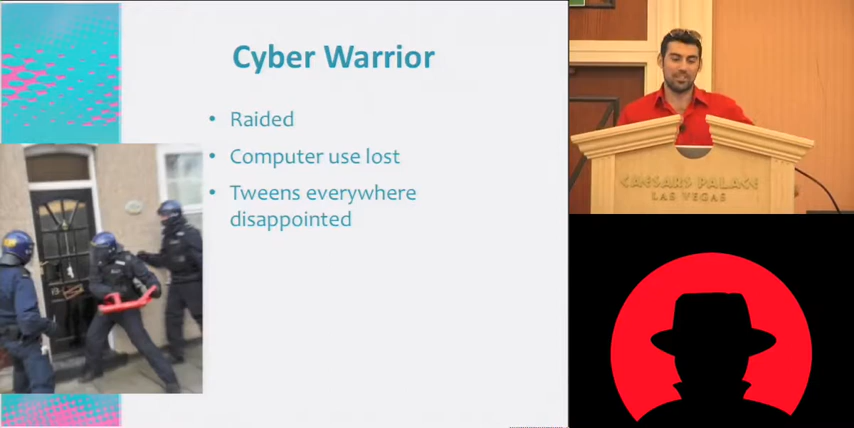 Cyber Warrior
• Raided
• Computer use lost
• Tweens everywhere
disappointed
CAESARS PALACE
LAS VEGAS